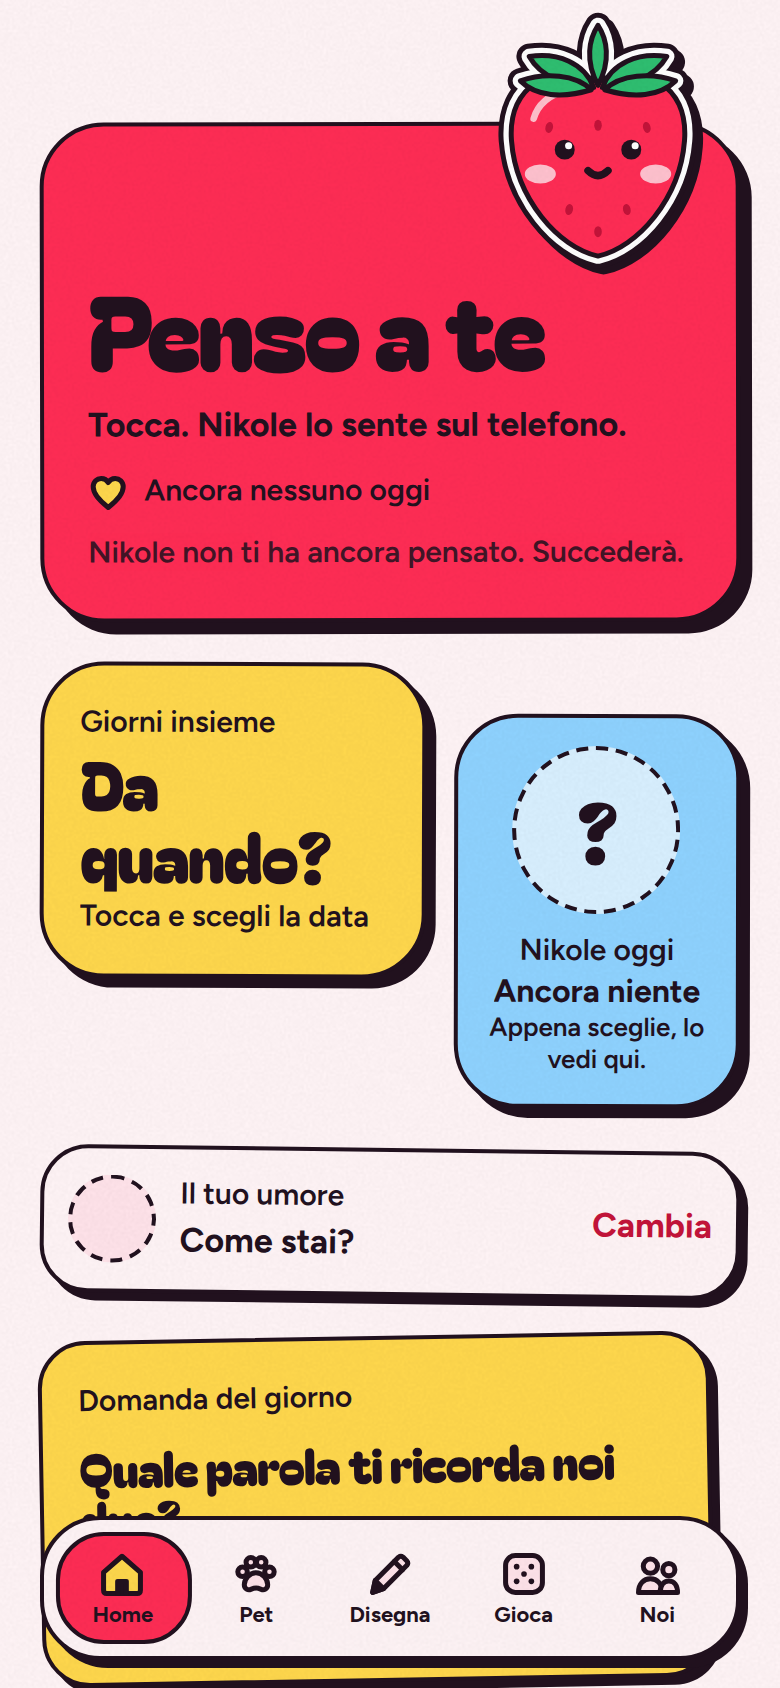 Penso a te
Tocca. Nikole lo sente sul telefono.
Ancora nessuno oggi
Nikole non ti ha ancora pensato. Succederà.
Giorni insieme
Da
quando?
Tocca e scegli la data
?
Nikole oggi
Ancora niente
Appena sceglie, lo
vedi qui.
Il tuo umore
Come stai?
Cambia
Domanda del giorno
Quale parola ti ricorda noi
Home
Pet
Disegna
Gioca
Noi